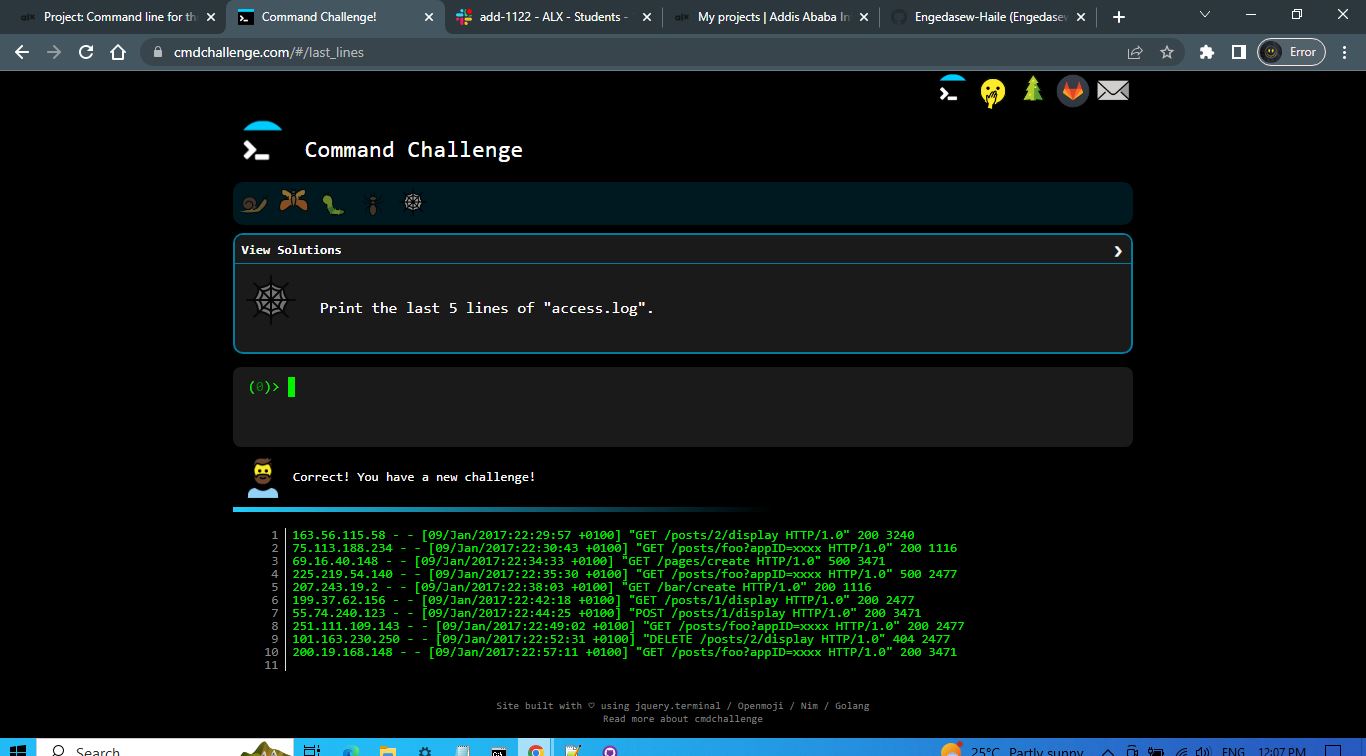 Project: Command line for th
Command Challenge!
add-1122 - ALX - Students -
My projects | Addis Ababa In
Engedasew-Haile (Engedasew
cmdchallenge.com/#/last_lines
Error
Command Challenge
View Solutions
Print the last 5 lines of "access.log".
(0)>
Correct! You have a new challenge!
1 163.56.115.58 - - [09/Jan/2017:22:29:57 +0100] "GET /posts/2/display HTTP/1.0" 200 3240
2 75.113.188.234 - - [09/Jan/2017:22:30:43 +0100] "GET /posts/foo?appID=xxxx HTTP/1.0" 200 1116
3 69.16.40.148 - - [09/Jan/2017:22:34:33 +0100] "GET /pages/create HTTP/1.0" 500 3471
4 225.219.54.140 - - [09/Jan/2017:22:35:30 +0100] "GET /posts/foo?appID=xxxx HTTP/1.0" 500 2477
5 207.243.19.2 - - [09/Jan/2017:22:38:03 +0100] "GET /bar/create HTTP/1.0" 200 1116
6 199.37.62.156 - - [09/Jan/2017:22:42:18 +0100] "GET /posts/1/display HTTP/1.0" 200 2477
7 55.74.240.123 - - [09/Jan/2017:22:44:25 +0100] "POST /posts/1/display HTTP/1.0" 200 3471
8 251.111.109.143 - - [09/Jan/2017:22:49:02 +0100] "GET /posts/foo?appID=xxxx HTTP/1.0" 200 2477
9 101.163.230.250 - - [09/Jan/2017:22:52:31 +0100] "DELETE /posts/2/display HTTP/1.0" 404 2477
10 200.19.168.148 - - [09/Jan/2017:22:57:11 +0100] "GET /posts/foo?appID=xxxx HTTP/1.0" 200 3471
11
Site built with ♡ using jquery.terminal / Openmoji / Nim / Golang
Read more about cmdchallenge
Search
25°C Partly sunny
ENG
12:07 PM